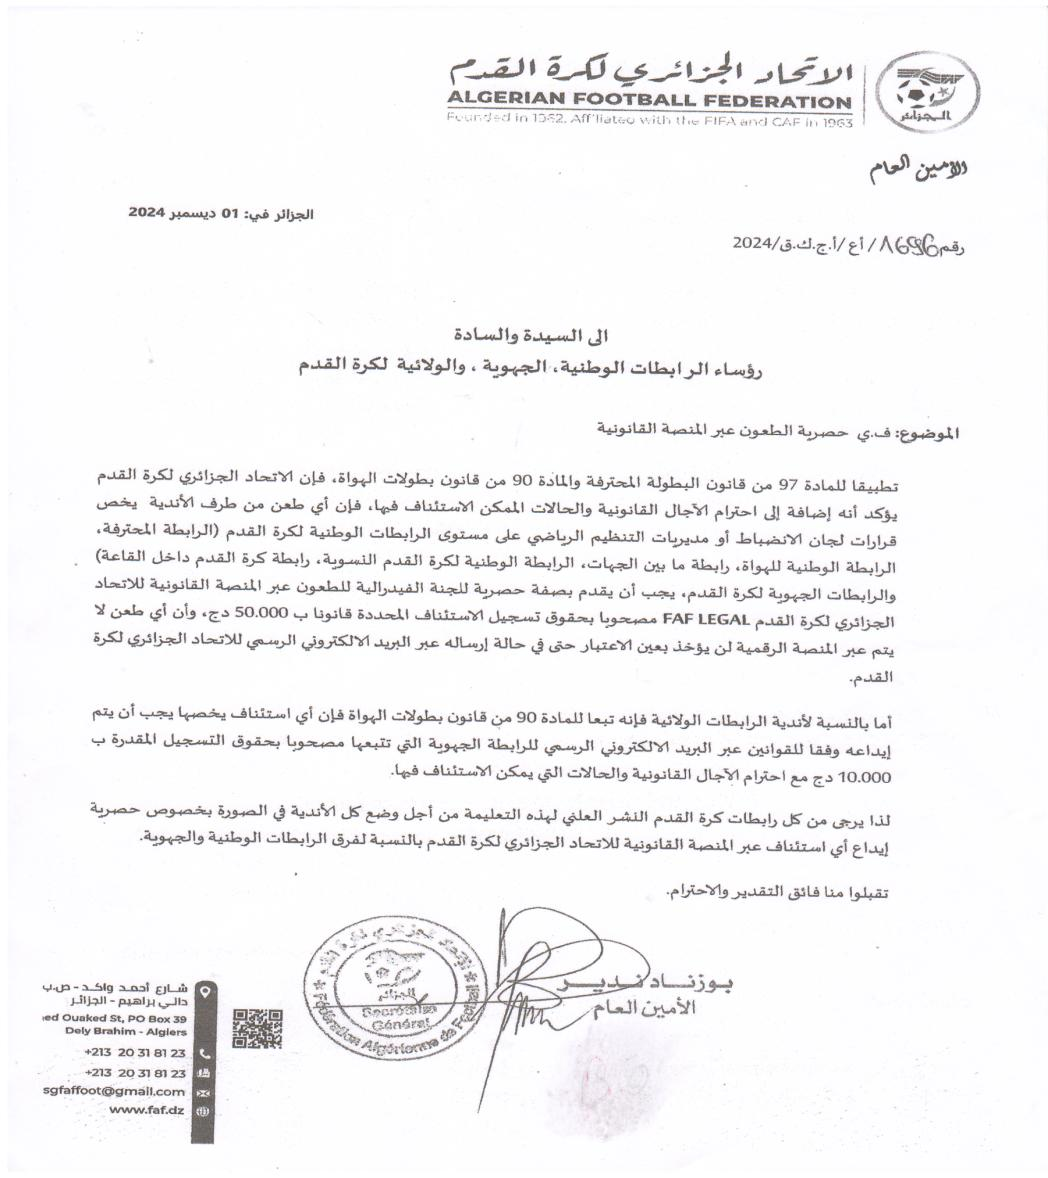 الاتحاد الجزائري لكرة القدم
ALGERIAN FOOTBALL FEDERATION
Founded in 1962. Affiliated with the FIFA and CAF in 1963
الجزائر
الأمين العام
الجزائر في: 01 ديسمبر 2024
رقم 1696/أع/أ.ج.ك.ق/2024
الى السيدة والسادة
رؤساء الرابطات الوطنية، الجهوية ، والولائية لكرة القدم
الموضوع: ف.ي حصرية الطعون عبر المنصة القانونية
تطبيقا للمادة 97 من قانون البطولة المحترفة والمادة 90 من قانون بطولات الهواة، فإن الاتحاد الجزائري لكرة القدم
يؤكد أنه إضافة إلى احترام الآجال القانونية والحالات الممكن الاستئناف فيها، فإن أي طعن من طرف الأندية يخص
قرارات لجان الانضباط أو مديريات التنظيم الرياضي على مستوى الرابطات الوطنية لكرة القدم (الرابطة المحترفة،
الرابطة الوطنية للهواة، رابطة ما بين الجهات، الرابطة الوطنية لكرة القدم النسوية، رابطة كرة القدم داخل القاعة)
والرابطات الجهوية لكرة القدم، يجب أن يقدم بصفة حصرية للجنة الفيدرالية للطعون عبر المنصة القانونية للاتحاد
الجزائري لكرة القدم FAF LEGAL مصحوبا بحقوق تسجيل الاستئناف المحددة قانونا ب 50.000 دج، وأن أي طعن لا
يتم عبر المنصة الرقمية لن يؤخذ بعين الاعتبار حتى في حالة إرساله عبر البريد الالكتروني الرسمي للاتحاد الجزائري لكرة
القدم.
أما بالنسبة لأندية الرابطات الولائية فإنه تبعا للمادة 90 من قانون بطولات الهواة فإن أي استئناف يخصها يجب أن يتم
إيداعه وفقا للقوانين عبر البريد الالكتروني الرسمي للرابطة الجهوية التي تتبعها مصحوبا بحقوق التسجيل المقدرة ب
10.000 دج مع احترام الآجال القانونية والحالات التي يمكن الاستئناف فيها.
لذا يرجى من كل رابطات كرة القدم النشر العلني لهذه التعليمة من أجل وضع كل الأندية في الصورة بخصوص حصرية
إيداع أي استئناف عبر المنصة القانونية للاتحاد الجزائري لكرة القدم بالنسبة لفرق الرابطات الوطنية والجهوية.
تقبلوا منا فائق التقدير والاحترام.
بوزناد ندير
الأمين العام
الاتحاد الجزائري لكرة القدم
الجزائر
Secrétaire
Général
Fédération Algérienne de Football
شارع أحمد واكد - ص.ب
دالي براهيم - الجزائر
ed Ouaked St, PO Box 39
Dely Brahim - Algiers
+213 20 31 81 23
+213 20 31 81 23
sgfaffoot@gmail.com
www.faf.dz